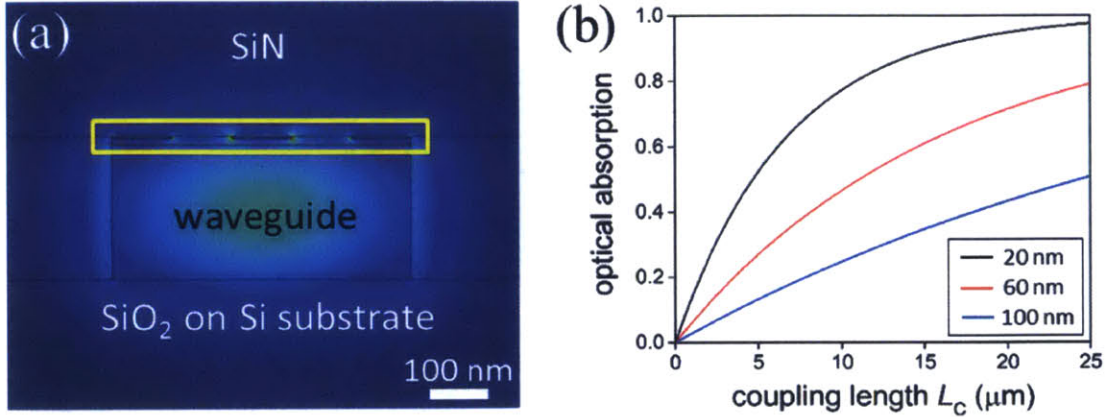 (a)
SiN
waveguide
SiO₂ on Si substrate
100 nm
(b)
optical absorption
1.0
0.8
0.6
0.4
0.2
0.0
0
5
10
15
20
25
20 nm
60 nm
100 nm
coupling length L_C (μm)